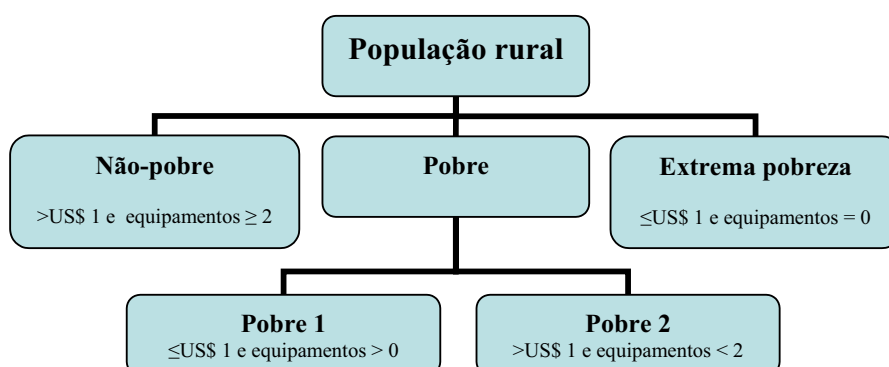 População rural
Não-pobre
>US$ 1 e equipamentos ≥ 2
Pobre
Extrema pobreza
≤US$ 1 e equipamentos = 0
Pobre 1
≤US$ 1 e equipamentos > 0
Pobre 2
>US$ 1 e equipamentos < 2